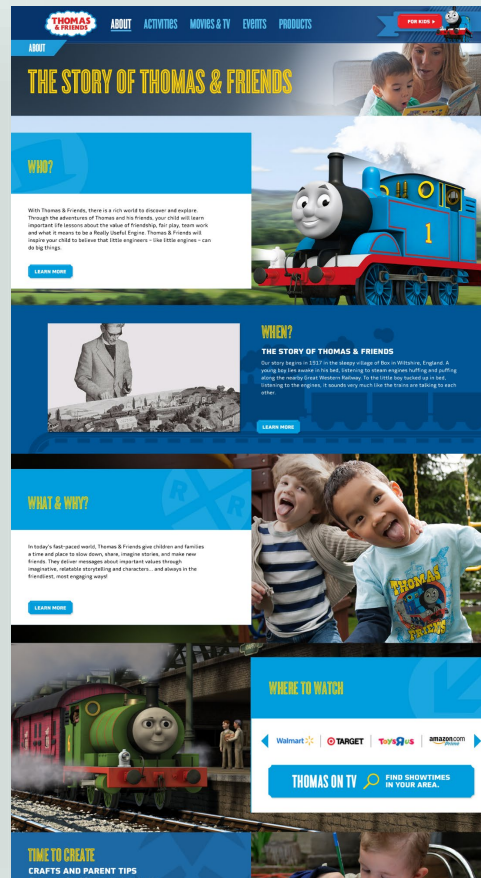 THOMAS
& FRIENDS
ABOUT ACTIVITIES MOVIES & TV EVENTS PRODUCTS
FOR KIDS
ABOUT
THE STORY OF THOMAS & FRIENDS
WHO?
With Thomas & Friends, there is a rich world to discover and explore.
Through the adventures of Thomas and his friends, your child will learn
important life lessons about the value of friendship, fair play, team work
and what it means to be a Really Useful Engine. Thomas & Friends will
inspire your child to believe that little engineers – like little engines – can
do big things.
LEARN MORE
1
WHEN?
THE STORY OF THOMAS & FRIENDS
Our story begins in 1917 in the sleepy village of Box in Wiltshire, England. A
young boy lies awake in his bed, listening to steam engines huffing and puffing
along the nearby Great Western Railway. To the little boy tucked up in bed,
listening to the engines, it sounds very much like the trains are talking to each
other.
LEARN MORE
WHAT & WHY?
R R
In today's fast-paced world, Thomas & Friends give children and families
a time and place to slow down, share, imagine stories, and make new
friends. They deliver messages about important values through
imaginative, relatable storytelling and characters... and always in the
friendliest, most engaging ways!
LEARN MORE
THOMAS
FRIENDS
WHERE TO WATCH
Walmart TARGET ToysRUs amazon.com
Prime
THOMAS ON TV FIND SHOWTIMES
IN YOUR AREA.
TIME TO CREATE
CRAFTS AND PARENT TIPS